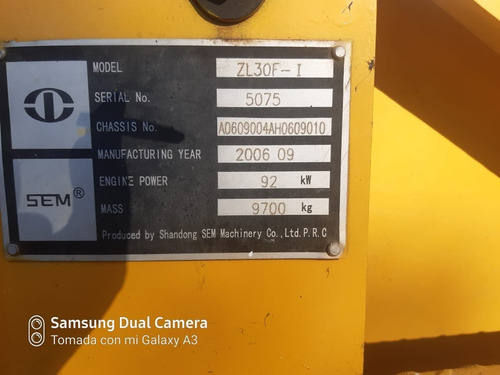 MODEL ZL30F-I
SERIAL No. 5075
CHASSIS No. A0609004AH0609010
MANUFACTURING YEAR 2006 09
ENGINE POWER 92 kW
MASS 9700 kg
SEM®
Produced by Shandong SEM Machinery Co.,Ltd.P.R.C
Samsung Dual Camera
Tomada con mi Galaxy A3